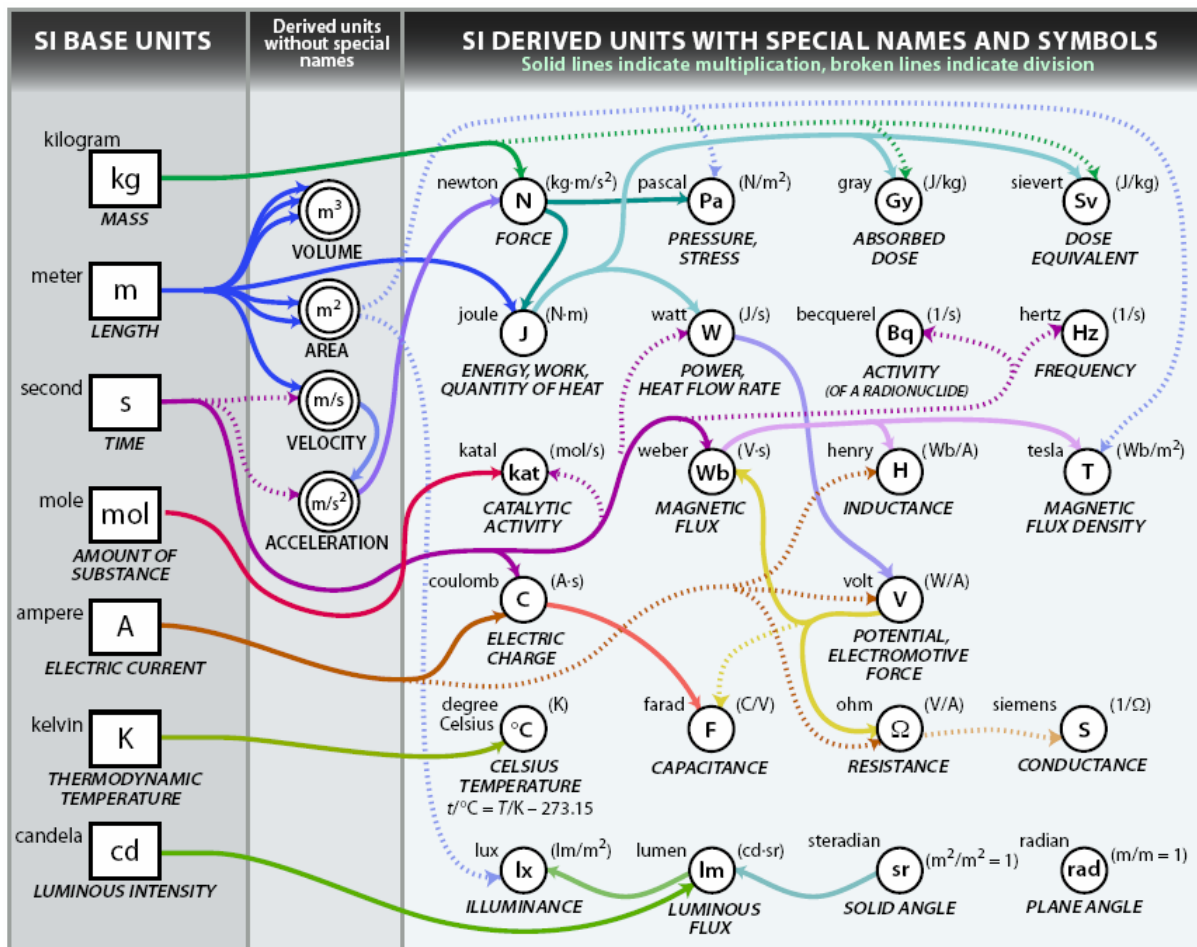 SI BASE UNITS
Derived units
without special
names
SI DERIVED UNITS WITH SPECIAL NAMES AND SYMBOLS
Solid lines indicate multiplication, broken lines indicate division
kilogram
kg
MASS
meter
m
LENGTH
second
s
TIME
mole
mol
AMOUNT OF
SUBSTANCE
ampere
A
ELECTRIC CURRENT
kelvin
K
THERMODYNAMIC
TEMPERATURE
candela
cd
LUMINOUS INTENSITY
m³
VOLUME
m²
AREA
m/s
VELOCITY
m/s²
ACCELERATION
newton
N
(kg·m/s²)
FORCE
pascal
Pa
(N/m²)
PRESSURE,
STRESS
gray
Gy
(J/kg)
ABSORBED
DOSE
sievert
Sv
(J/kg)
DOSE
EQUIVALENT
joule
J
(N·m)
ENERGY, WORK,
QUANTITY OF HEAT
watt
W
(J/s)
POWER,
HEAT FLOW RATE
becquerel
Bq
(1/s)
ACTIVITY
(OF A RADIONUCLIDE)
hertz
Hz
(1/s)
FREQUENCY
katal
kat
(mol/s)
CATALYTIC
ACTIVITY
weber
Wb
(V·s)
MAGNETIC
FLUX
henry
H
(Wb/A)
INDUCTANCE
tesla
T
(Wb/m²)
MAGNETIC
FLUX DENSITY
coulomb
C
(A·s)
ELECTRIC
CHARGE
volt
V
(W/A)
POTENTIAL,
ELECTROMOTIVE
FORCE
degree
Celsius
°C
(K)
CELSIUS
TEMPERATURE
t/°C = T/K – 273.15
farad
F
(C/V)
CAPACITANCE
ohm
Ω
(V/A)
RESISTANCE
siemens
S
(1/Ω)
CONDUCTANCE
lux
lx
(lm/m²)
ILLUMINANCE
lumen
lm
(cd·sr)
LUMINOUS
FLUX
steradian
sr
(m²/m² = 1)
SOLID ANGLE
radian
rad
(m/m = 1)
PLANE ANGLE